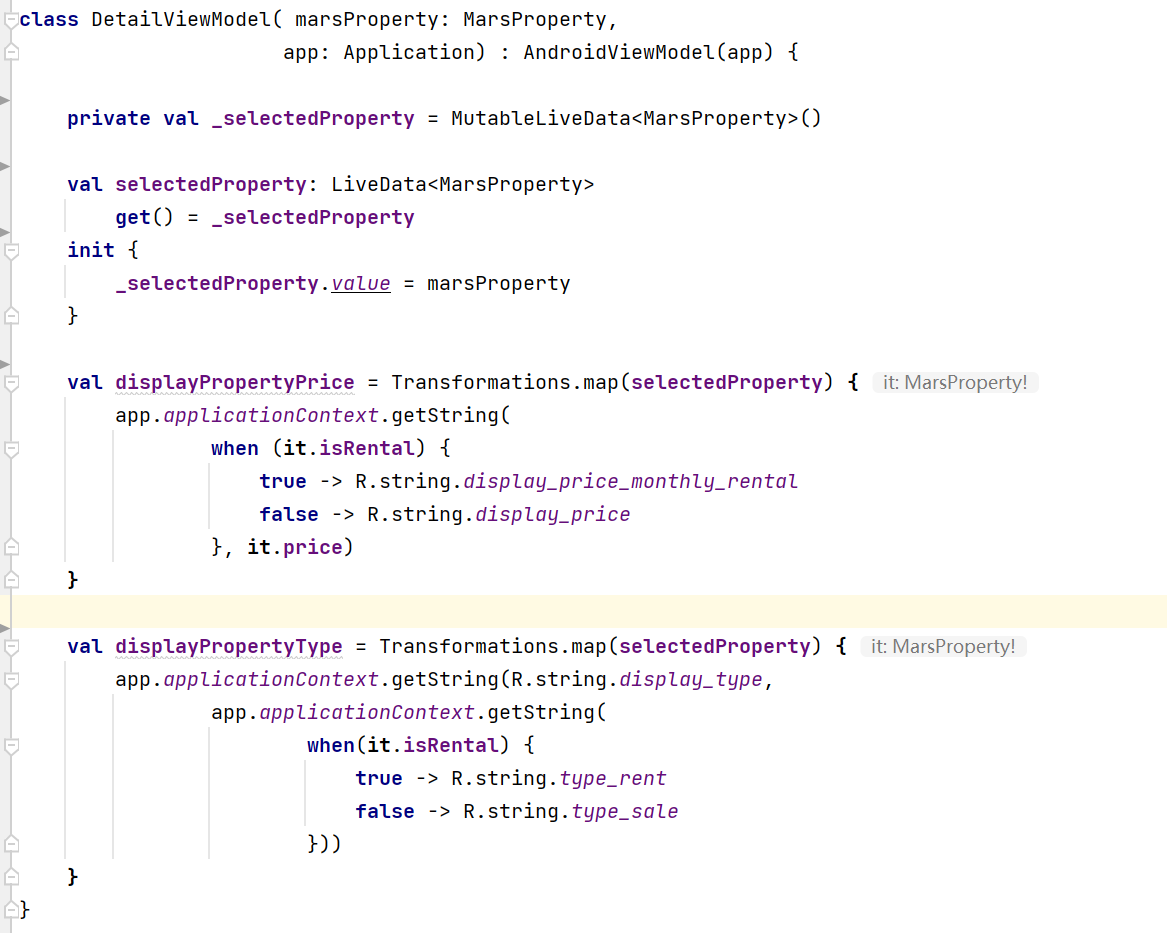 class DetailViewModel( marsProperty: MarsProperty,
app: Application) : AndroidViewModel(app) {
private val _selectedProperty = MutableLiveData<MarsProperty>()
val selectedProperty: LiveData<MarsProperty>
get() = _selectedProperty
init {
_selectedProperty.value = marsProperty
}
val displayPropertyPrice = Transformations.map(selectedProperty) { it: MarsProperty!
app.applicationContext.getString(
when (it.isRental) {
true -> R.string.display_price_monthly_rental
false -> R.string.display_price
}, it.price)
}
val displayPropertyType = Transformations.map(selectedProperty) { it: MarsProperty!
app.applicationContext.getString(R.string.display_type,
app.applicationContext.getString(
when(it.isRental) {
true -> R.string.type_rent
false -> R.string.type_sale
}))
}
}